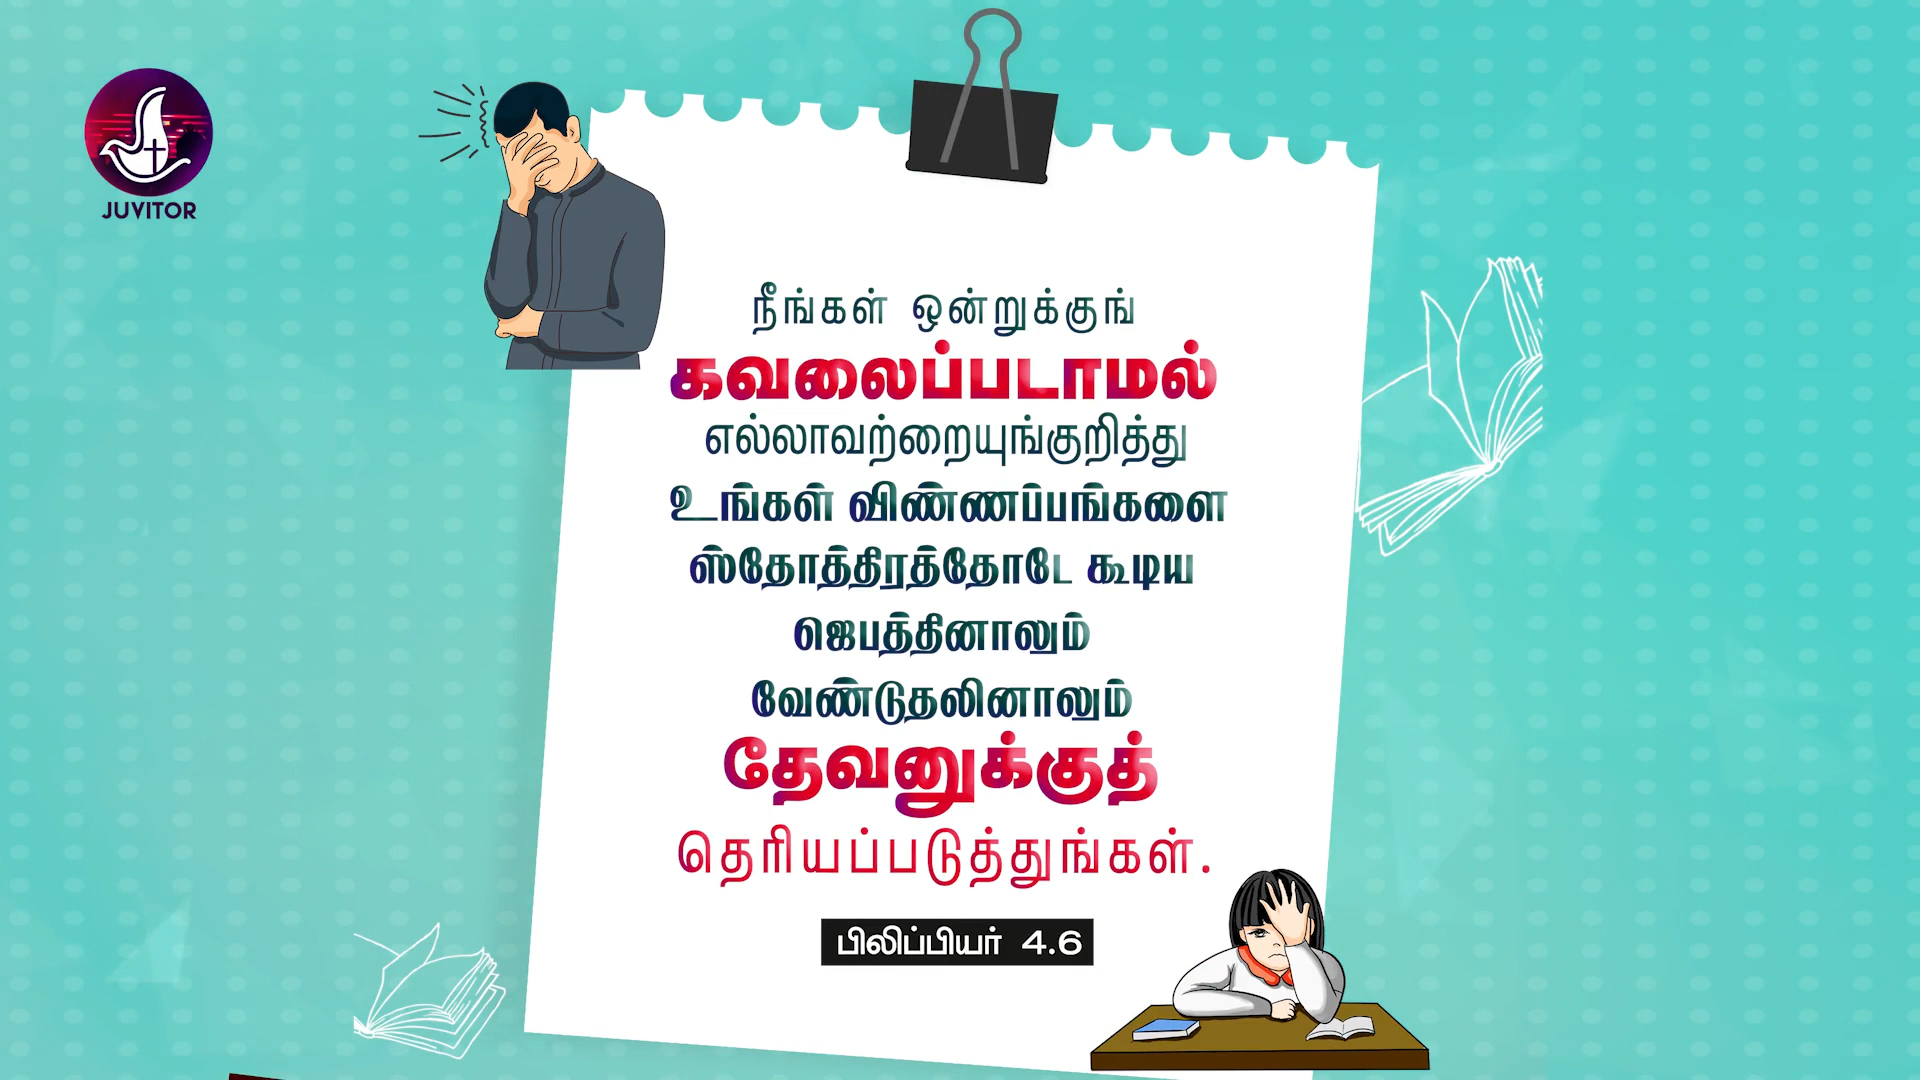 JUVITOR
நீங்கள் ஒன்றுக்குங்
கவலைப்படாமல்
எல்லாவற்றையுங்குறித்து
உங்கள் விண்ணப்பங்களை
ஸ்தோத்திரத்தோடே கூடிய
ஜெபத்தினாலும்
வேண்டுதலினாலும்
தேவனுக்குத்
தெரியப்படுத்துங்கள்.
பிலிப்பியர் 4.6